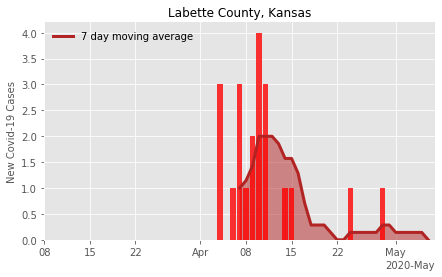 Labette County, Kansas
7 day moving average
New Covid-19 Cases
4.0
3.5
3.0
2.5
2.0
1.5
1.0
0.5
0.0
08 15 22 Apr 08 15 22 May
2020-May